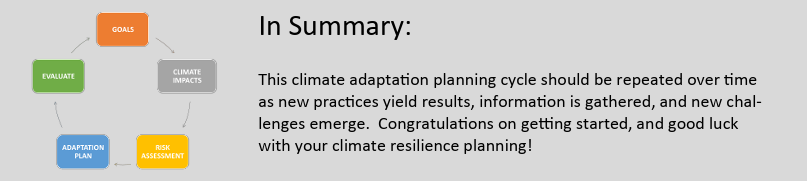 GOALS
CLIMATE
IMPACTS
RISK
ASSESSMENT
ADAPTATION
PLAN
EVALUATE
In Summary:
This climate adaptation planning cycle should be repeated over time
as new practices yield results, information is gathered, and new chal-
lenges emerge.  Congratulations on getting started, and good luck
with your climate resilience planning!